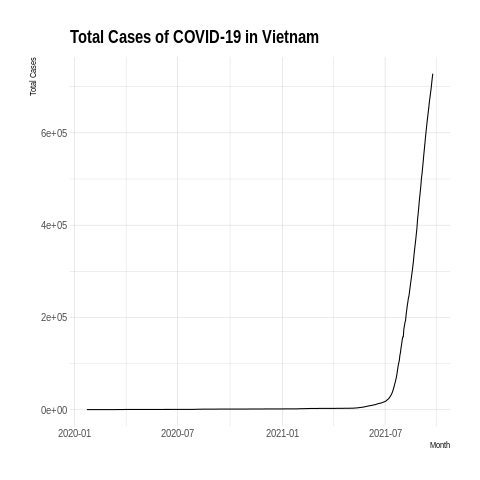 Total Cases of COVID-19 in Vietnam
Total Cases
6e+05
4e+05
2e+05
0e+00
2020-01 2020-07 2021-01 2021-07
Month